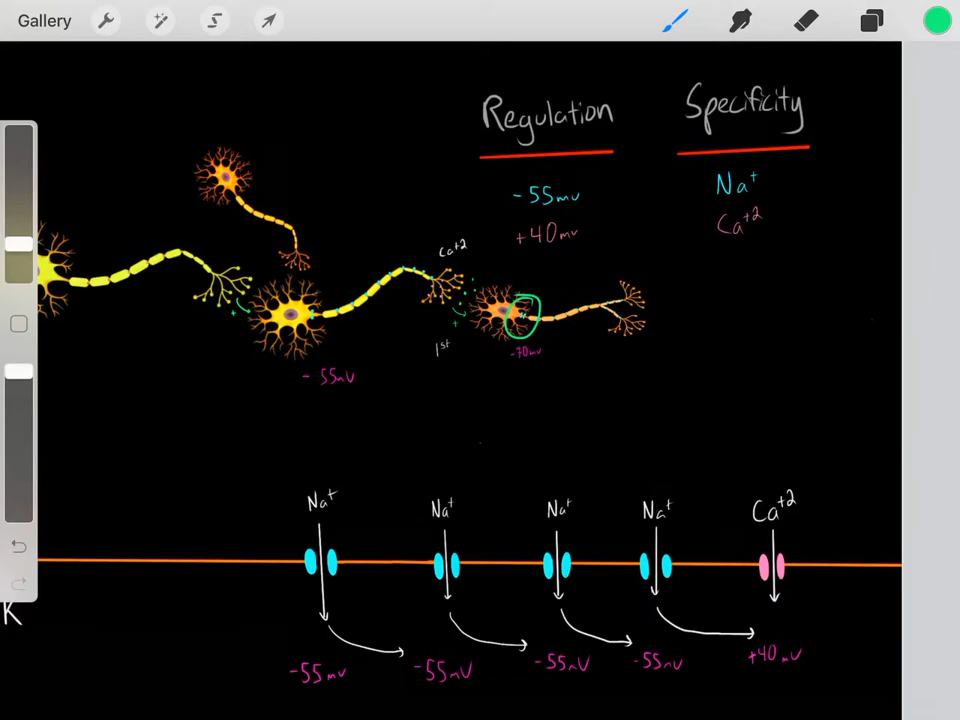 Gallery
Regulation Specificity
-55mv Na+
+40mv Ca+2
Ca+2
+ +
1st -70mv
- 55mV
Na+ Na+ Na+ Na+ Ca+2
K
-55mV -55mV -55mV -55mV +40mV